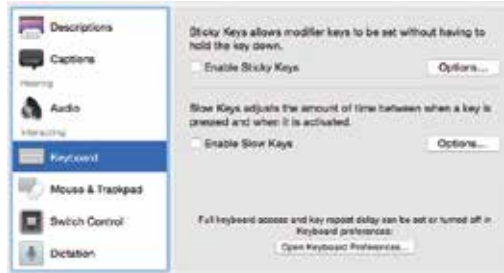 Descriptions
Captions
Hearing
Audio
Interacting
Keyboard
Mouse & Trackpad
Switch Control
Dictation
Sticky Keys allows modifier keys to be set without having to
hold the key down.
Enable Sticky Keys
Options...
Slow Keys adjusts the amount of time between when a key is
pressed and when it is activated.
Enable Slow Keys
Options...
Full keyboard access and key repeat delay can be set or turned off in
Keyboard preferences:
Open Keyboard Preferences...